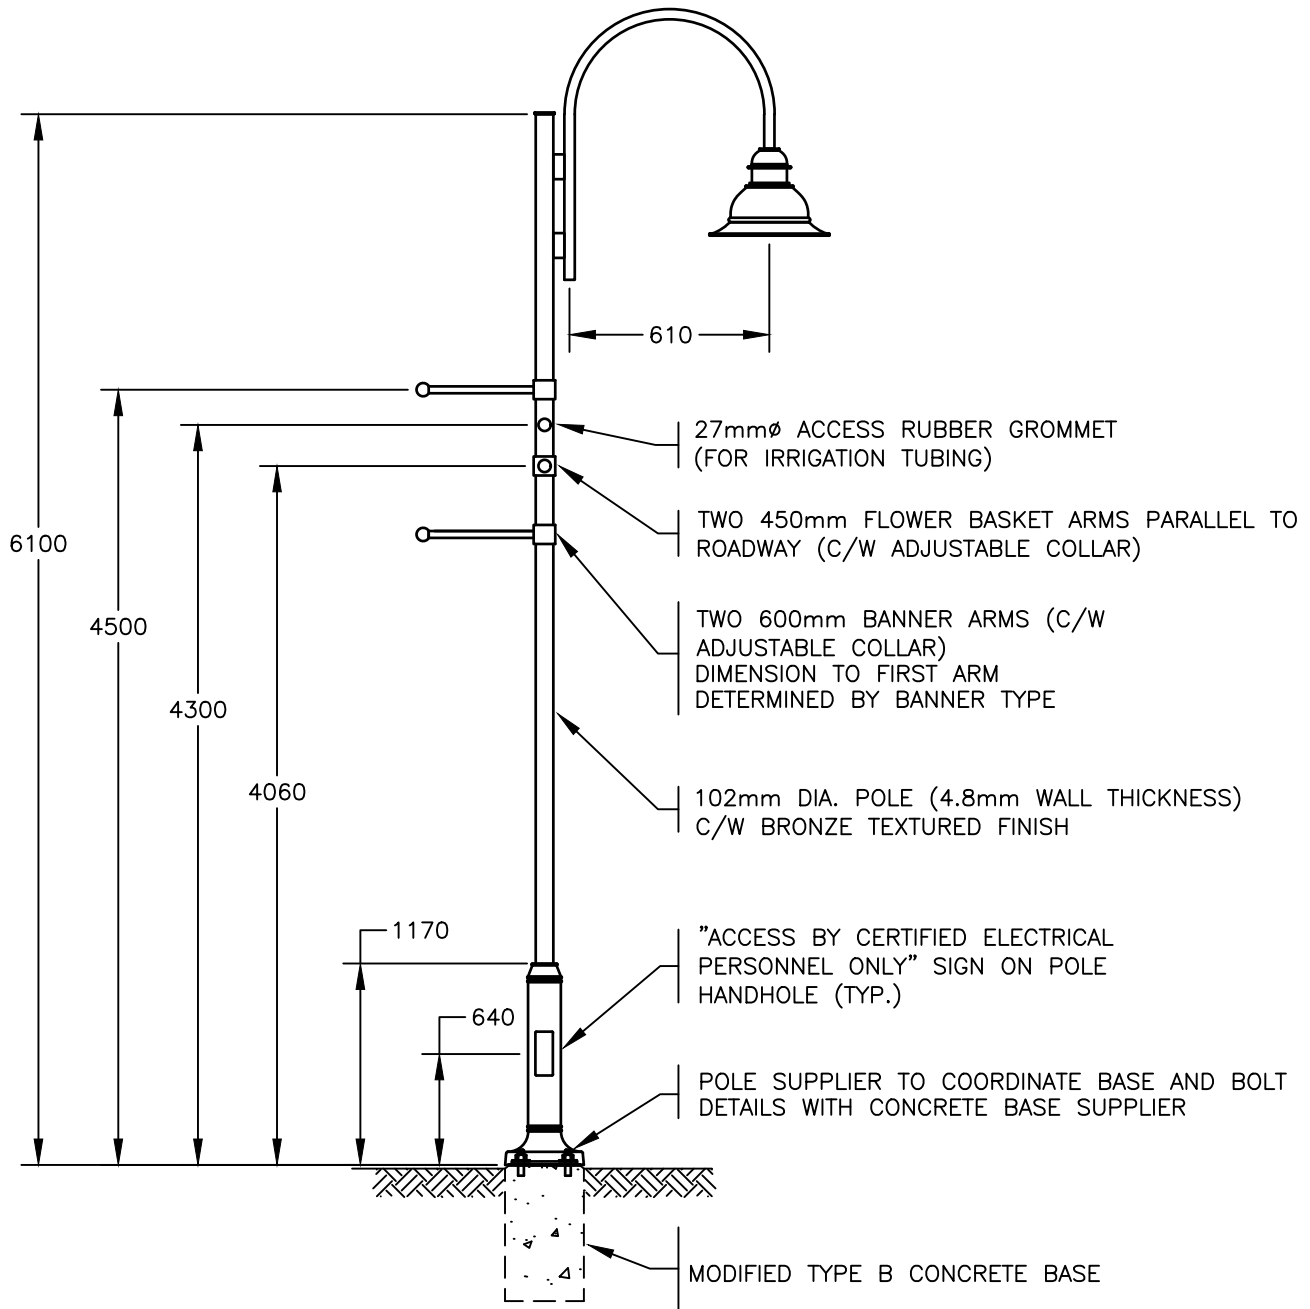 610
27mmø ACCESS RUBBER GROMMET
(FOR IRRIGATION TUBING)
TWO 450mm FLOWER BASKET ARMS PARALLEL TO
ROADWAY (C/W ADJUSTABLE COLLAR)
6100
4500
TWO 600mm BANNER ARMS (C/W
ADJUSTABLE COLLAR)
DIMENSION TO FIRST ARM
DETERMINED BY BANNER TYPE
4300
4060
102mm DIA. POLE (4.8mm WALL THICKNESS)
C/W BRONZE TEXTURED FINISH
1170
"ACCESS BY CERTIFIED ELECTRICAL
PERSONNEL ONLY" SIGN ON POLE
HANDHOLE (TYP.)
640
POLE SUPPLIER TO COORDINATE BASE AND BOLT
DETAILS WITH CONCRETE BASE SUPPLIER
MODIFIED TYPE B CONCRETE BASE